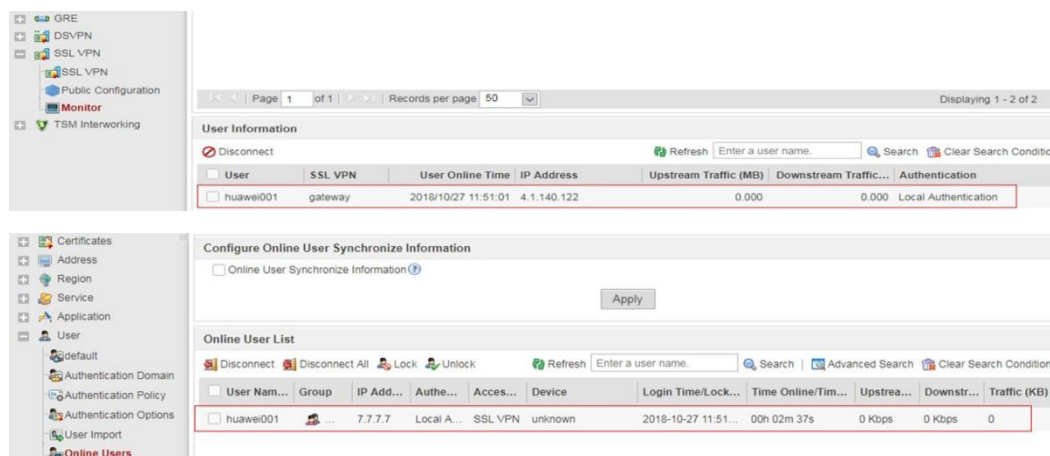 GRE
DSVPN
SSL VPN
SSL VPN
Public Configuration
Monitor
TSM Interworking
Page 1 of 1 Records per page 50 Displaying 1 - 2 of 2
User Information
Disconnect Refresh Enter a user name. Search Clear Search Conditio
User SSL VPN User Online Time IP Address Upstream Traffic (MB) Downstream Traffic... Authentication
huawei001 gateway 2018/10/27 11:51:01 4.1.140.122 0.000 0.000 Local Authentication
Certificates
Address
Region
Service
Application
User
default
Authentication Domain
Authentication Policy
Authentication Options
User Import
Online Users
Configure Online User Synchronize Information
Online User Synchronize Information
Apply
Online User List
Disconnect Disconnect All Lock Unlock Refresh Enter a user name. Search Advanced Search Clear Search Condition
User Nam... Group IP Add... Authe... Acces... Device Login Time/Lock... Time Online/Tim... Upstrea... Downstr... Traffic (KB)
huawei001 ... 7.7.7.7 Local A... SSL VPN unknown 2018-10-27 11:51... 00h 02m 37s 0 Kbps 0 Kbps 0